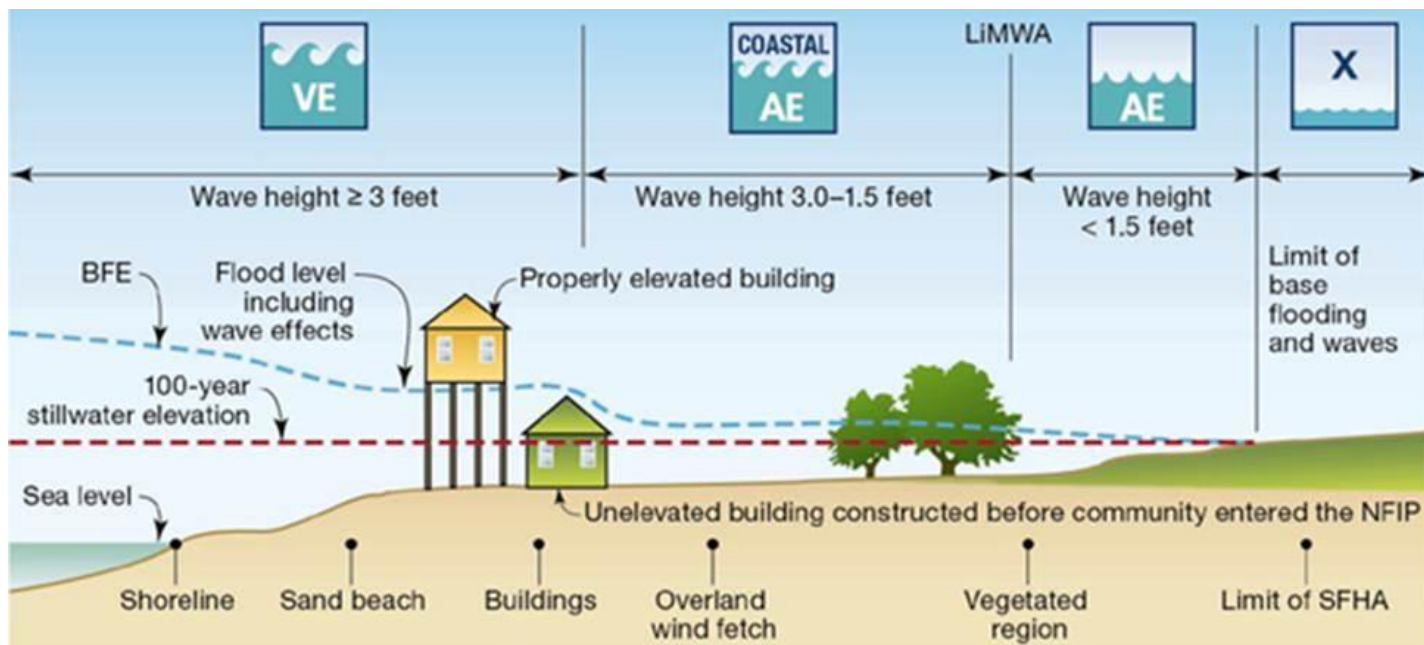 VE
COASTAL
AE
LiMWA
AE
X
Wave height ≥ 3 feet
Wave height 3.0–1.5 feet
Wave height
< 1.5 feet
BFE
Flood level
including
wave effects
Properly elevated building
Limit of
base
flooding
and waves
100-year
stillwater elevation
Sea level
Unelevated building constructed before community entered the NFIP
Shoreline
Sand beach
Buildings
Overland
wind fetch
Vegetated
region
Limit of SFHA